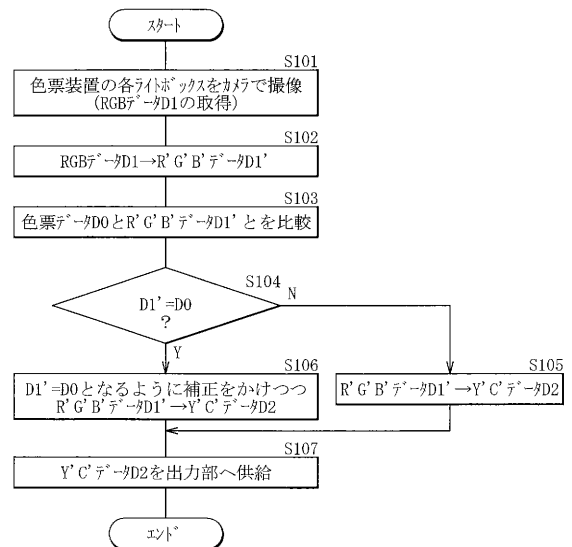 スタート
S101
色票装置の各ライトボックスをカメラで撮像
(RGBデータD1の取得)
S102
RGBデータD1→R'G'B'データD1'
S103
色票データD0とR'G'B'データD1'とを比較
S104
D1'=D0
?
N
Y
S106
D1'=D0となるように補正をかけつつ
R'G'B'データD1'→Y'C'データD2
S105
R'G'B'データD1'→Y'C'データD2
S107
Y'C'データD2を出力部へ供給
エンド